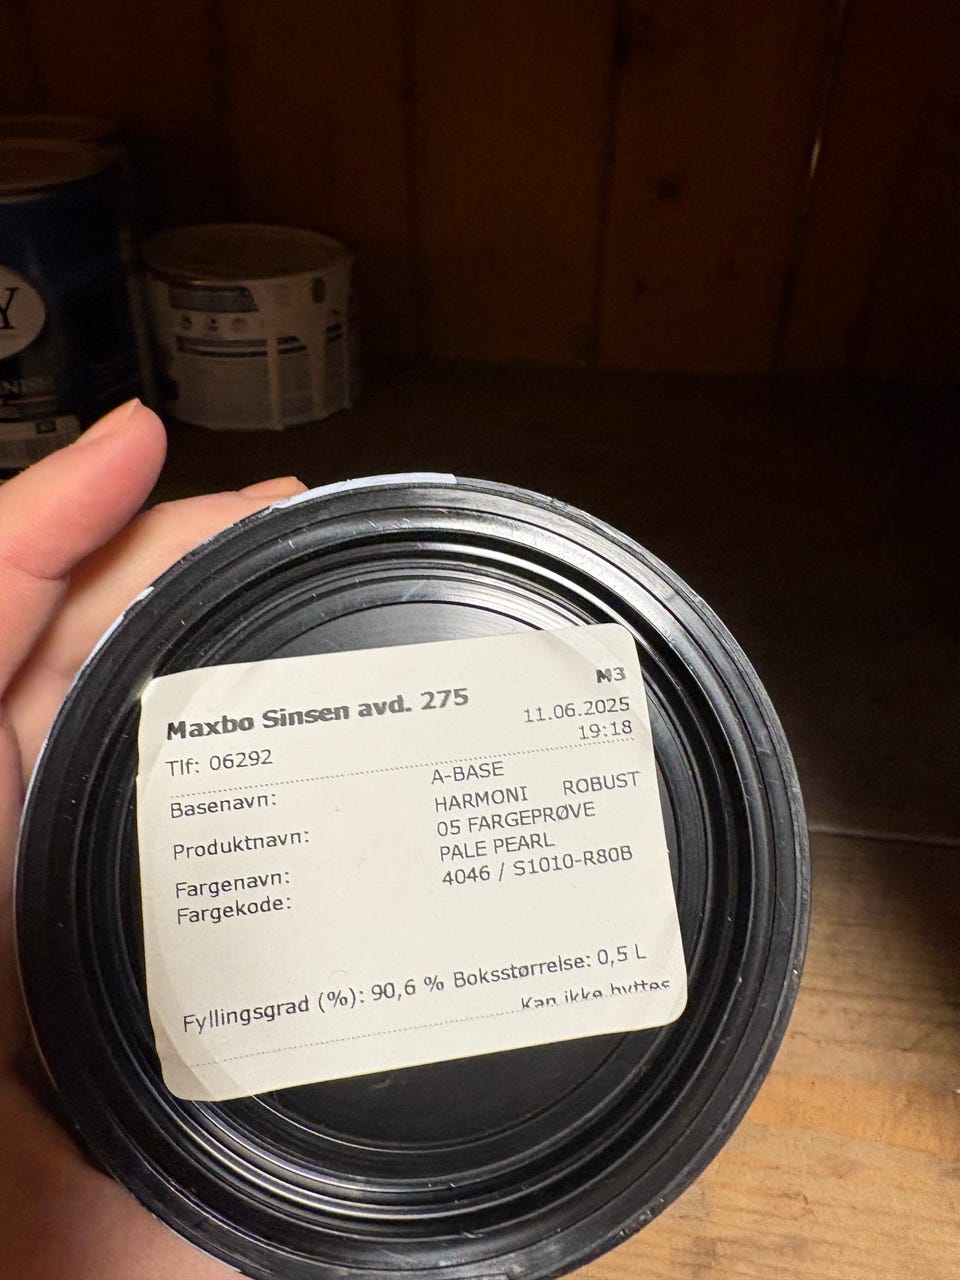 Maxbo Sinsen avd. 275
M3
Tlf: 06292
11.06.2025
19:18
Basenavn:
A-BASE
Produktnavn:
HARMONI ROBUST
05 FARGEPRØVE
Fargenavn:
PALE PEARL
Fargekode:
4046 / S1010-R80B
Fyllingsgrad (%): 90,6 % Boksstørrelse: 0,5 L
Kan ikke byttes
Y